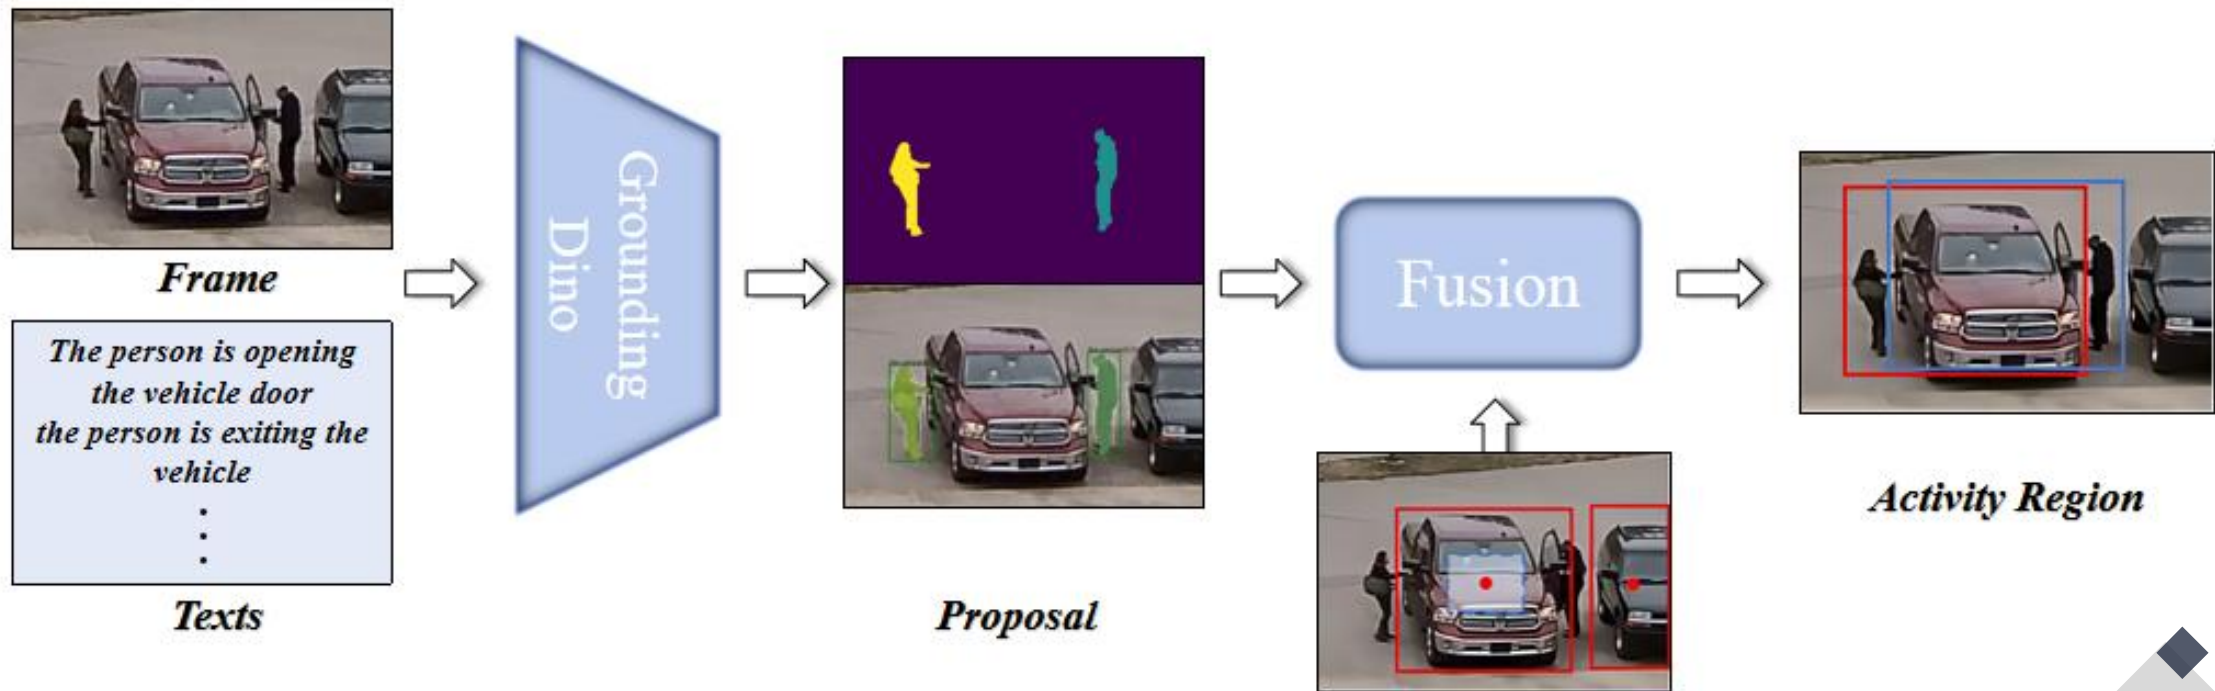 Frame
The person is opening
the vehicle door
the person is exiting the
vehicle
.
.
.
Texts
Grounding
Dino
Proposal
Fusion
Activity Region